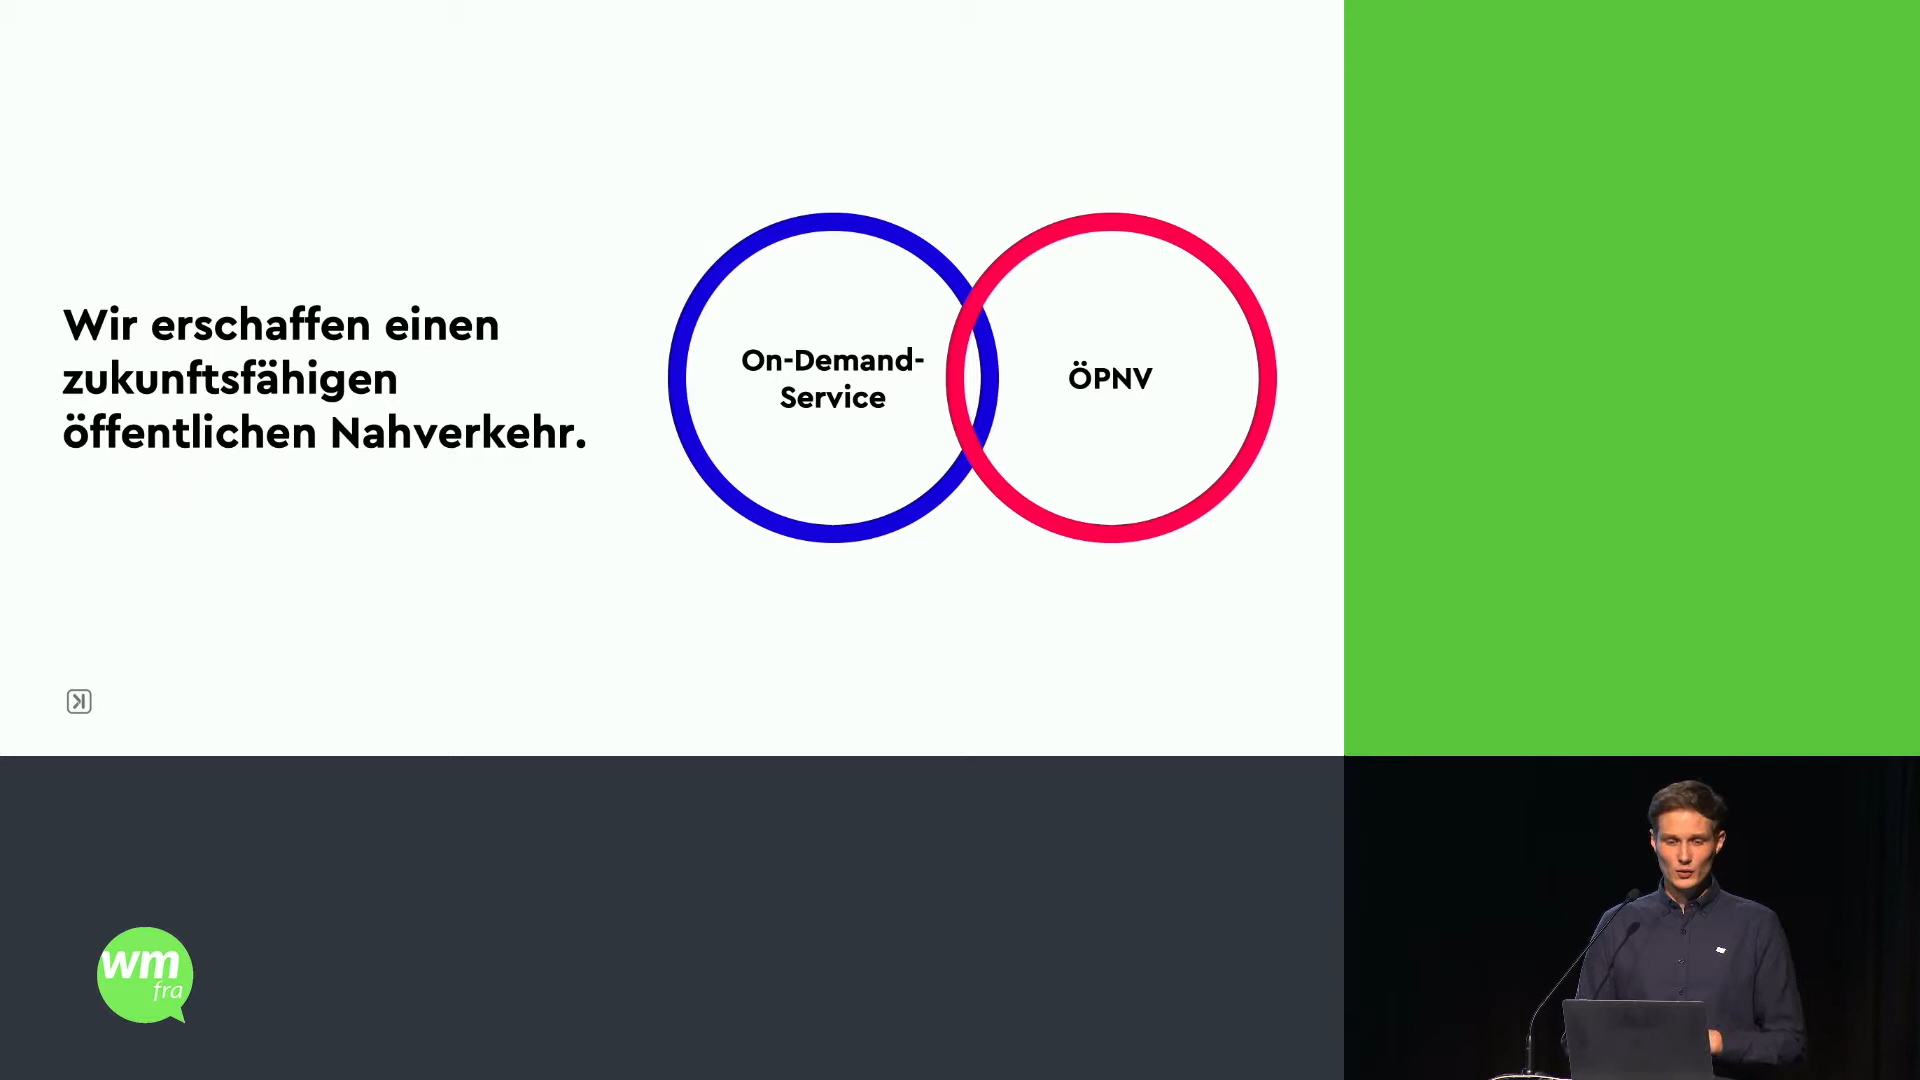 Wir erschaffen einen
zukunftsfähigen
öffentlichen Nahverkehr.
On-Demand-
Service
ÖPNV
wm
fra